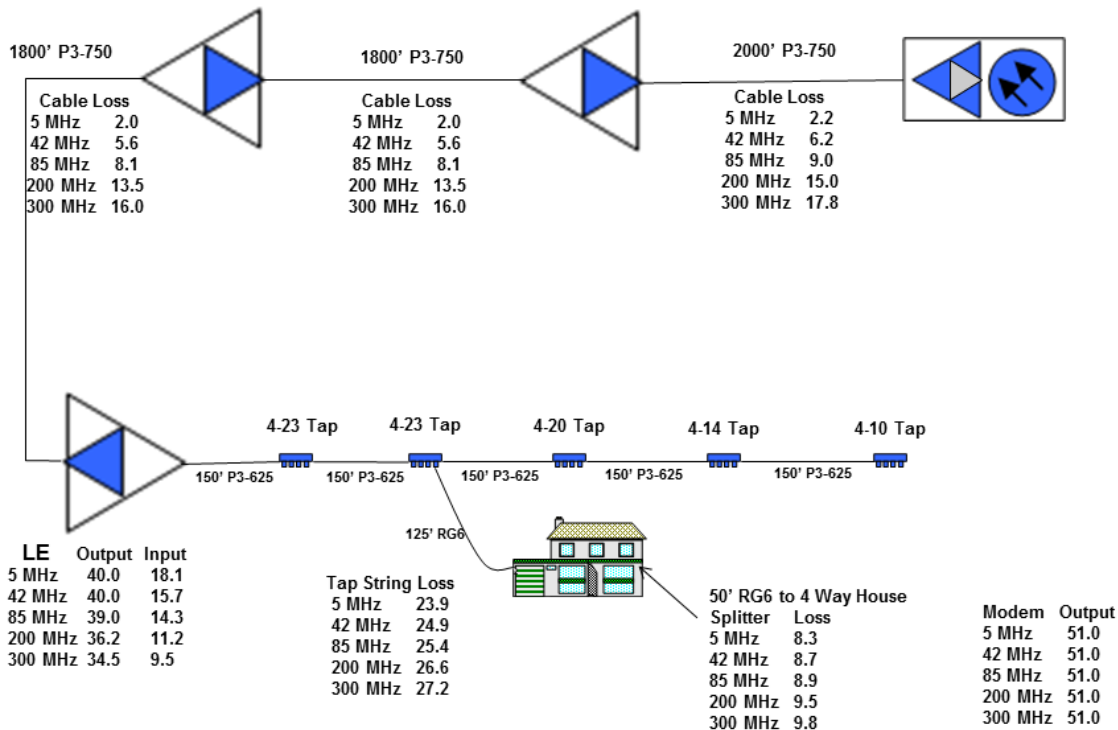 1800’ P3-750
1800’ P3-750
2000’ P3-750
Cable Loss
5 MHz 2.0
42 MHz 5.6
85 MHz 8.1
200 MHz 13.5
300 MHz 16.0
Cable Loss
5 MHz 2.0
42 MHz 5.6
85 MHz 8.1
200 MHz 13.5
300 MHz 16.0
Cable Loss
5 MHz 2.2
42 MHz 6.2
85 MHz 9.0
200 MHz 15.0
300 MHz 17.8
4-23 Tap
4-23 Tap
4-20 Tap
4-14 Tap
4-10 Tap
150’ P3-625
150’ P3-625
150’ P3-625
150’ P3-625
150’ P3-625
125’ RG6
LE Output Input
5 MHz 40.0 18.1
42 MHz 40.0 15.7
85 MHz 39.0 14.3
200 MHz 36.2 11.2
300 MHz 34.5 9.5
Tap String Loss
5 MHz 23.9
42 MHz 24.9
85 MHz 25.4
200 MHz 26.6
300 MHz 27.2
50’ RG6 to 4 Way House
Splitter Loss
5 MHz 8.3
42 MHz 8.7
85 MHz 8.9
200 MHz 9.5
300 MHz 9.8
Modem Output
5 MHz 51.0
42 MHz 51.0
85 MHz 51.0
200 MHz 51.0
300 MHz 51.0